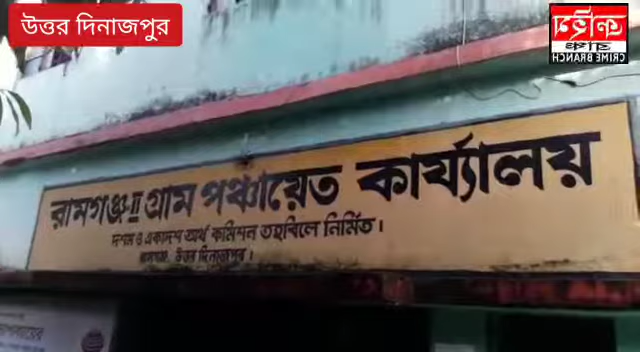 উত্তর দিনাজপুর
CRIME BRANCH
রামগঞ্জ-II গ্রাম পঞ্চায়েত কার্য্যালয়
দশম ও একাদশ অর্থ কমিশন তহবিলে নির্মিত।
রামগঞ্জ, উত্তর দিনাজপুর।